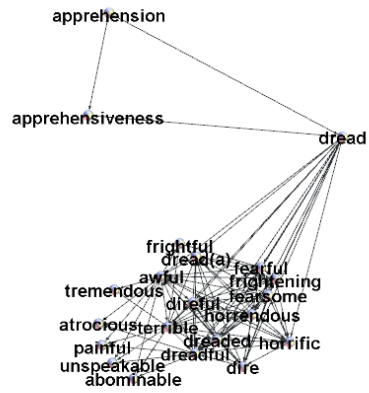 apprehension
apprehensiveness
dread
frightful
dread(a)
fearful
awful
frightening
tremendous
fearsome
direful
horrendous
atrocious
terrible
painful
dreaded
horrific
dreadful
unspeakable
dire
abominable